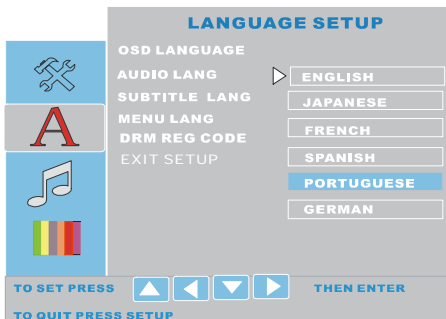 LANGUAGE SETUP
OSD LANGUAGE
AUDIO LANG
SUBTITLE LANG
MENU LANG
DRM REG CODE
EXIT SETUP
ENGLISH
JAPANESE
FRENCH
SPANISH
PORTUGUESE
GERMAN
A
TO SET PRESS
THEN ENTER
TO QUIT PRESS SETUP